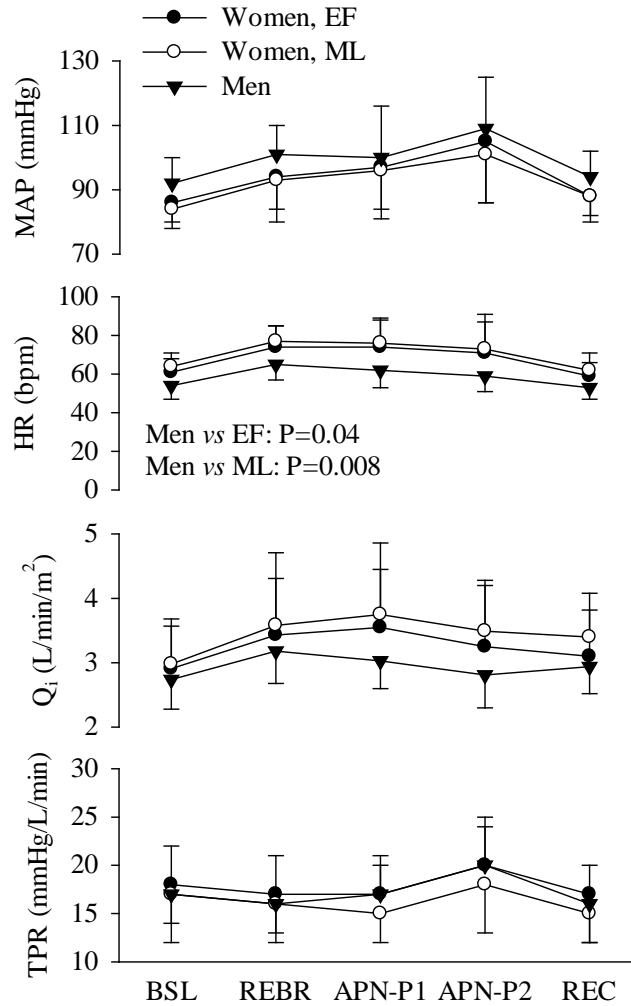 Women, EF
Women, ML
Men
130
110
90
70
MAP (mmHg)
100
80
60
40
20
0
HR (bpm)
Men vs EF: P=0.04
Men vs ML: P=0.008
5
4
3
2
Qi (L/min/m2)
30
25
20
15
10
TPR (mmHg/L/min)
BSL REBR APN-P1 APN-P2 REC